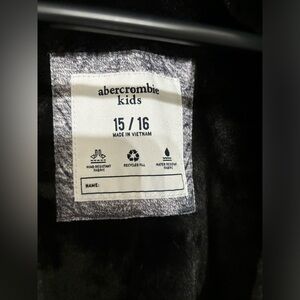 abercrombie
kids
15 / 16
MADE IN VIETNAM
WIND-RESISTANT
FABRIC
RECYCLED FILL
WATER-RESISTANT
FABRIC
NAME: